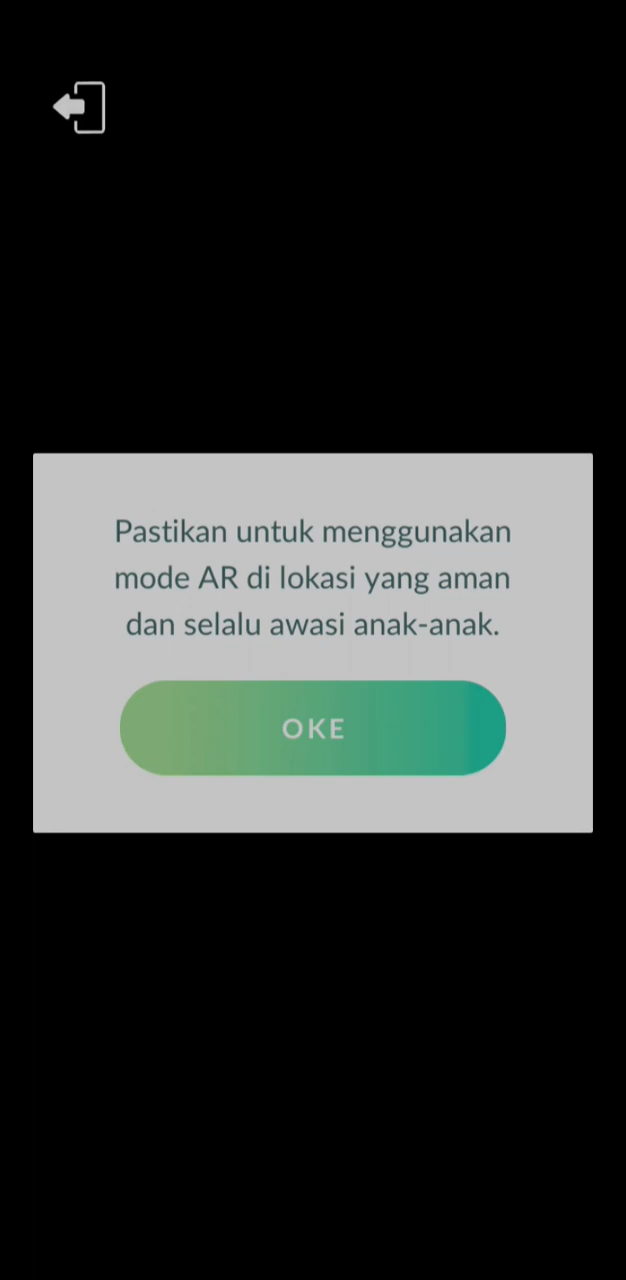 Pastikan untuk menggunakan
mode AR di lokasi yang aman
dan selalu awasi anak-anak.
OKE